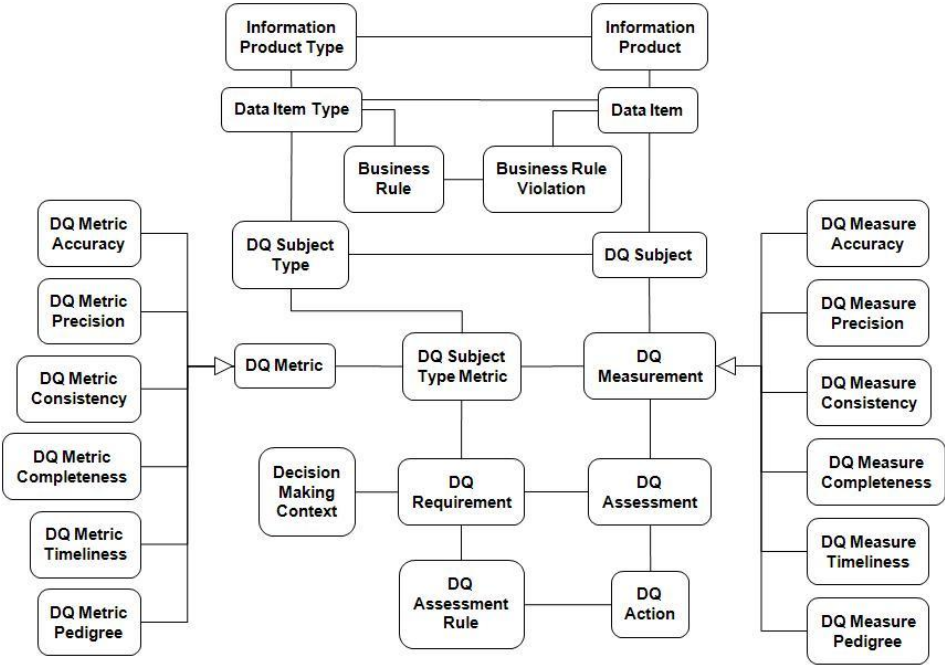 Information
Product Type
Information
Product
Data Item Type
Data Item
Business
Rule
Business Rule
Violation
DQ Metric
Accuracy
DQ Subject
Type
DQ Subject
DQ Measure
Accuracy
DQ Metric
Precision
DQ Measure
Precision
DQ Metric
DQ Subject
Type Metric
DQ
Measurement
DQ Metric
Consistency
DQ Measure
Consistency
DQ Metric
Completeness
Decision
Making
Context
DQ
Requirement
DQ
Assessment
DQ Measure
Completeness
DQ Metric
Timeliness
DQ Measure
Timeliness
DQ
Assessment
Rule
DQ
Action
DQ Metric
Pedigree
DQ Measure
Pedigree